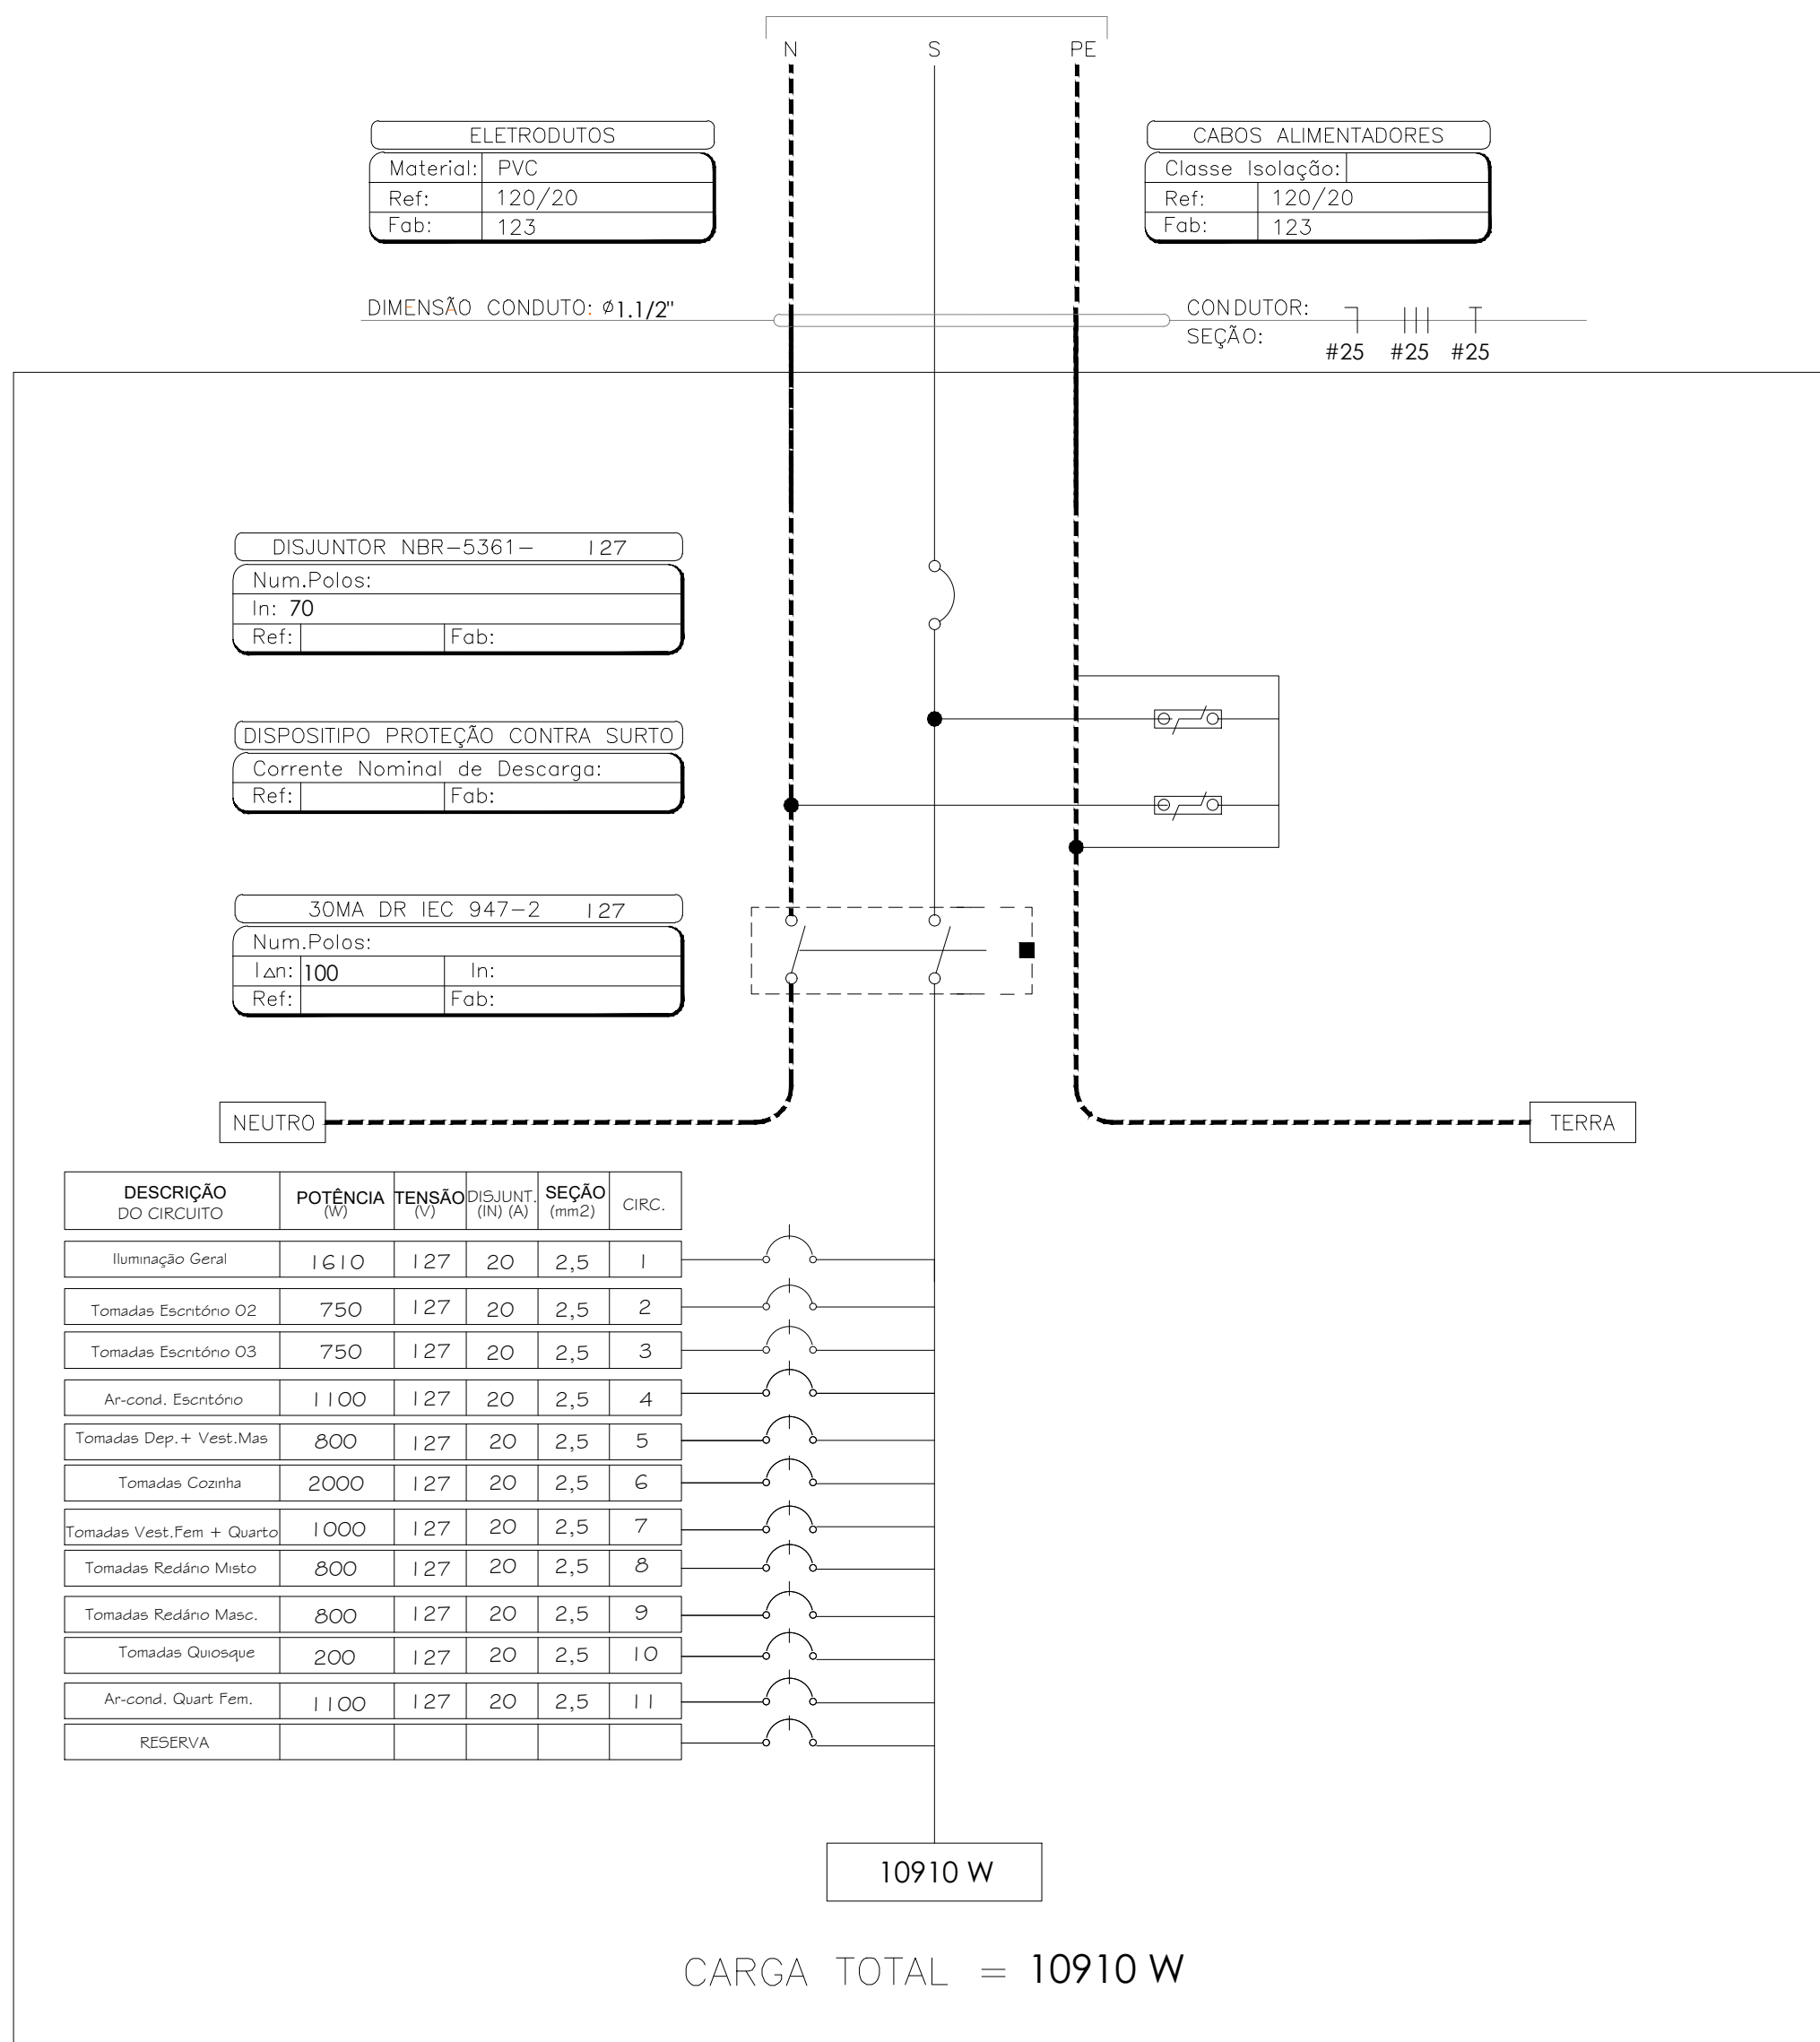 N S PE
ELETRODUTOS
Material: PVC
Ref: 120/20
Fab: 123
CABOS ALIMENTADORES
Classe Isolação:
Ref: 120/20
Fab: 123
DIMENSÃO CONDUTO: ø1.1/2"
CONDUTOR:
SEÇÃO:
#25 #25 #25
DISJUNTOR NBR-5361- 127
Num.Polos:
In: 70
Ref: Fab:
DISPOSITIPO PROTEÇÃO CONTRA SURTO
Corrente Nominal de Descarga:
Ref: Fab:
30MA DR IEC 947-2 127
Num.Polos:
I△n: 100 In:
Ref: Fab:
NEUTRO
TERRA
DESCRIÇÃO DO CIRCUITO POTÊNCIA (W) TENSÃO (V) DISJUNT. (IN) (A) SEÇÃO (mm2) CIRC.
Iluminação Geral 1610 127 20 2,5 1
Tomadas Escritório 02 750 127 20 2,5 2
Tomadas Escritório 03 750 127 20 2,5 3
Ar-cond. Escritório 1100 127 20 2,5 4
Tomadas Dep.+ Vest.Mas 800 127 20 2,5 5
Tomadas Cozinha 2000 127 20 2,5 6
Tomadas Vest.Fem + Quarto 1000 127 20 2,5 7
Tomadas Redário Misto 800 127 20 2,5 8
Tomadas Redário Masc. 800 127 20 2,5 9
Tomadas Quiosque 200 127 20 2,5 10
Ar-cond. Quart Fem. 1100 127 20 2,5 11
RESERVA
10910 W
CARGA TOTAL = 10910 W